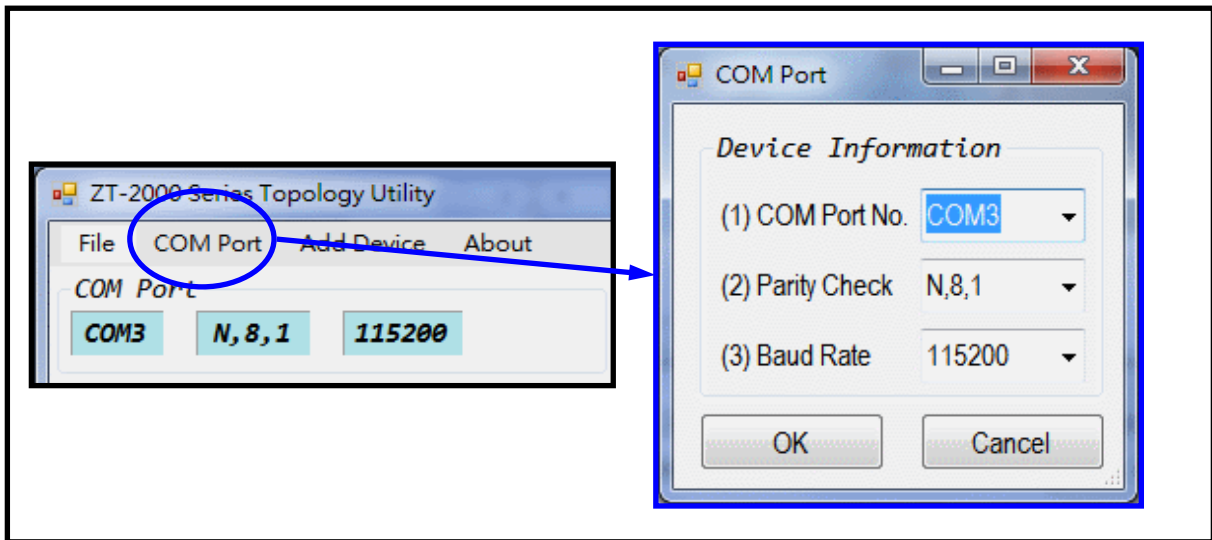 ZT-2000 Series Topology Utility
File COM Port Add Device About
COM Port
COM3 N,8,1 115200
COM Port
Device Information
(1) COM Port No. COM3
(2) Parity Check N,8,1
(3) Baud Rate 115200
OK Cancel